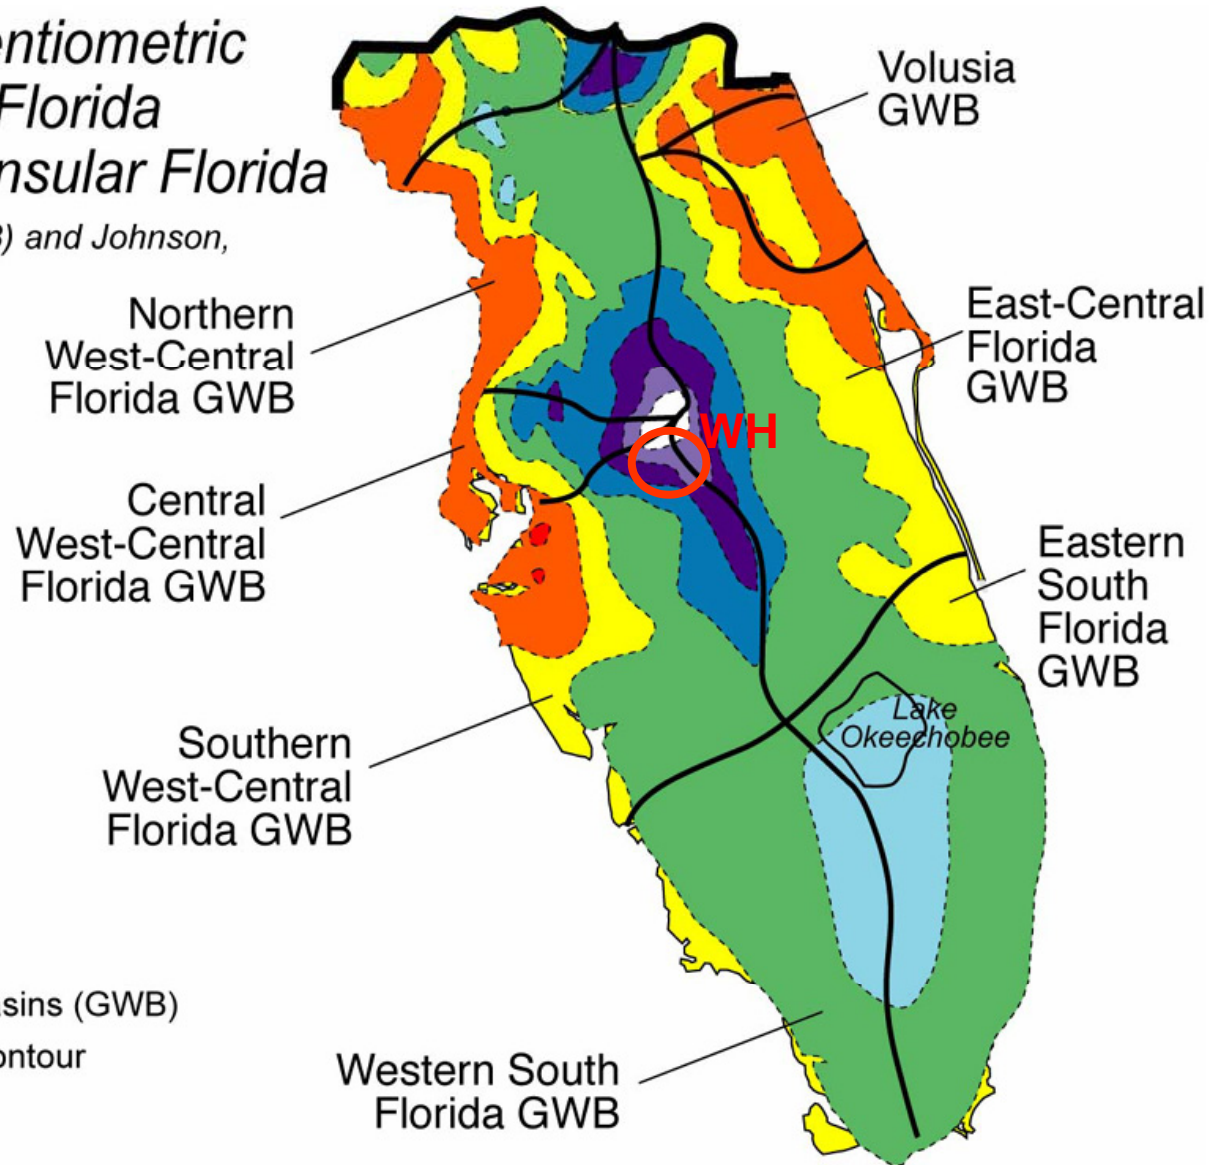 entiometric
Florida
nsular Florida
) and Johnson,
Volusia
GWB
Northern
West-Central
Florida GWB
East-Central
Florida
GWB
WH
Central
West-Central
Florida GWB
Eastern
South
Florida
GWB
Lake
Okeechobee
Southern
West-Central
Florida GWB
sins (GWB)
ontour
Western South
Florida GWB